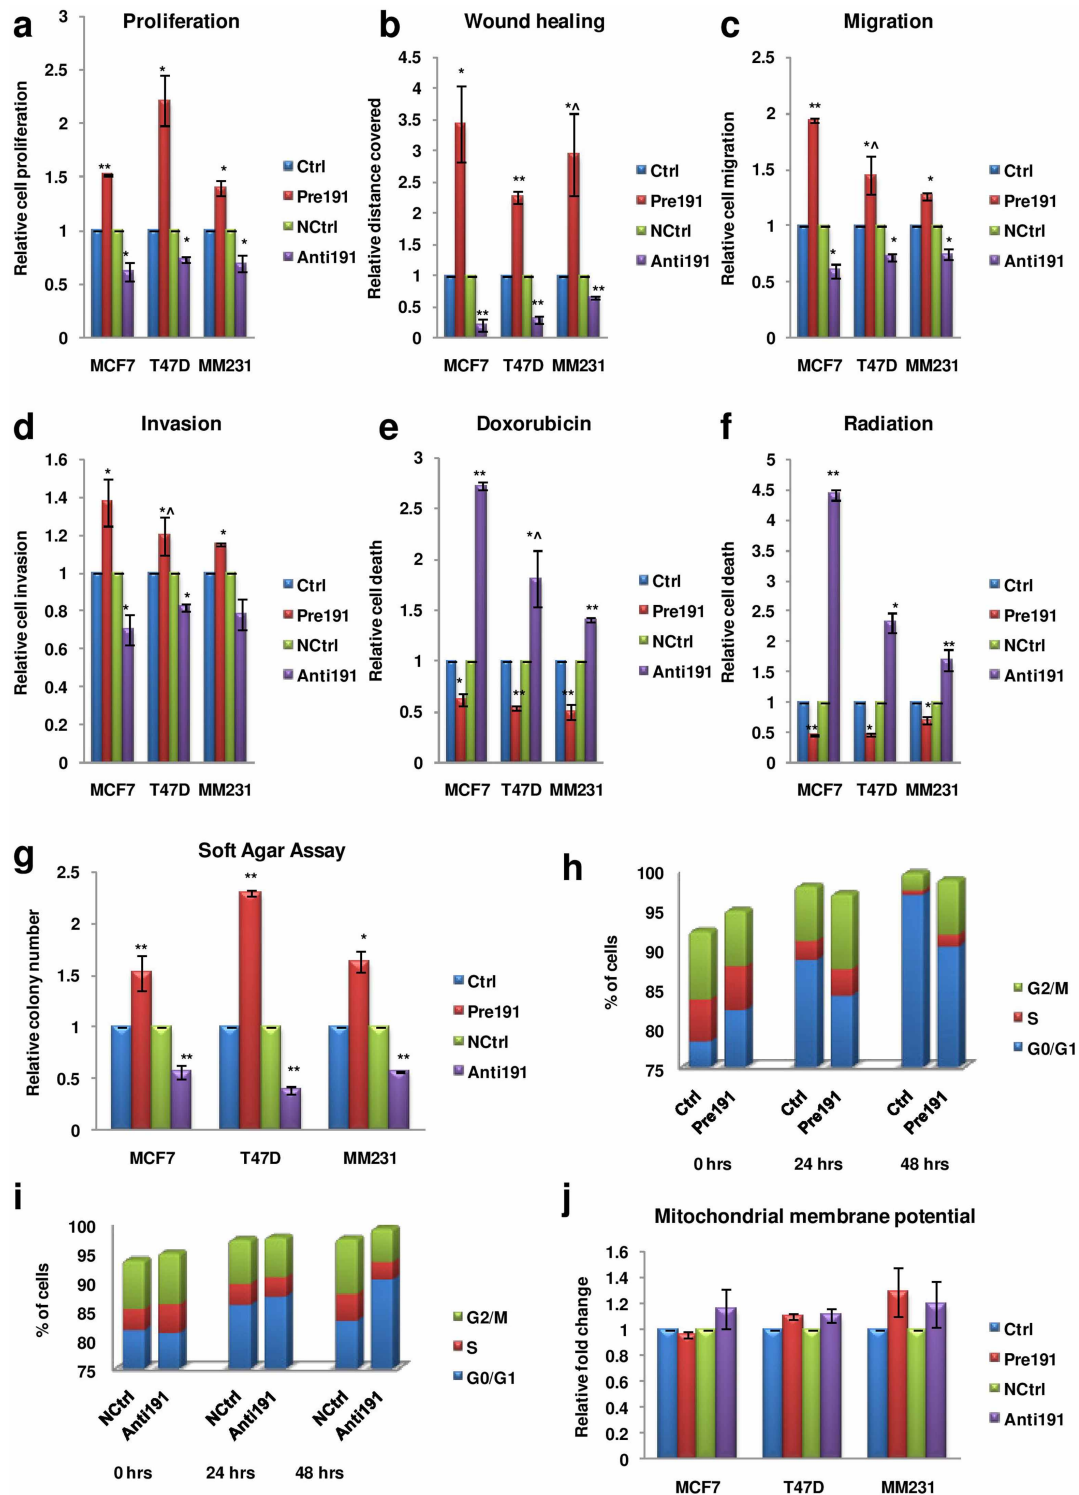 a Proliferation
3
2.5
2
1.5
1
0.5
0
Relative cell proliferation
** * * * * *
MCF7 T47D MM231
Ctrl
Pre191
NCtrl
Anti191
b Wound healing
4.5
4
3.5
3
2.5
2
1.5
1
0.5
0
Relative distance covered
* ** ** ** *^ **
MCF7 T47D MM231
Ctrl
Pre191
NCtrl
Anti191
c Migration
2.5
2
1.5
1
0.5
0
Relative cell migration
** * *^ * * *
MCF7 T47D MM231
Ctrl
Pre191
NCtrl
Anti191
d Invasion
1.6
1.4
1.2
1
0.8
0.6
0.4
0.2
0
Relative cell invasion
* * *^ * *
MCF7 T47D MM231
Ctrl
Pre191
NCtrl
Anti191
e Doxorubicin
3
2.5
2
1.5
1
0.5
0
Relative cell death
* ** ** *^ ** **
MCF7 T47D MM231
Ctrl
Pre191
NCtrl
Anti191
f Radiation
5
4.5
4
3.5
3
2.5
2
1.5
1
0.5
0
Relative cell death
** ** * * * **
MCF7 T47D MM231
Ctrl
Pre191
NCtrl
Anti191
g Soft Agar Assay
2.5
2
1.5
1
0.5
0
Relative colony number
** ** ** ** * **
MCF7 T47D MM231
Ctrl
Pre191
NCtrl
Anti191
h
100
95
90
85
80
75
% of cells
Ctrl Pre191 Ctrl Pre191 Ctrl Pre191
0 hrs 24 hrs 48 hrs
G2/M
S
G0/G1
i
100
95
90
85
80
75
% of cells
NCtrl Anti191 NCtrl Anti191 NCtrl Anti191
0 hrs 24 hrs 48 hrs
G2/M
S
G0/G1
j Mitochondrial membrane potential
1.6
1.4
1.2
1
0.8
0.6
0.4
0.2
0
Relative fold change
MCF7 T47D MM231
Ctrl
Pre191
NCtrl
Anti191